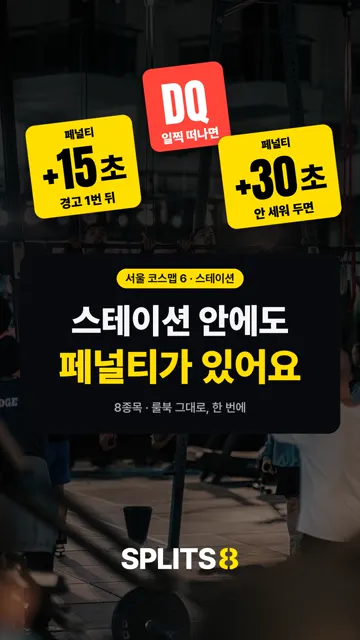 DQ
일찍 떠나면
페널티
+15초
경고 1번 뒤
페널티
+30초
안 세워 두면
서울 코스맵 6 · 스테이션
스테이션 안에도
페널티가 있어요
8종목 · 룰북 그대로, 한 번에
SPLITS8